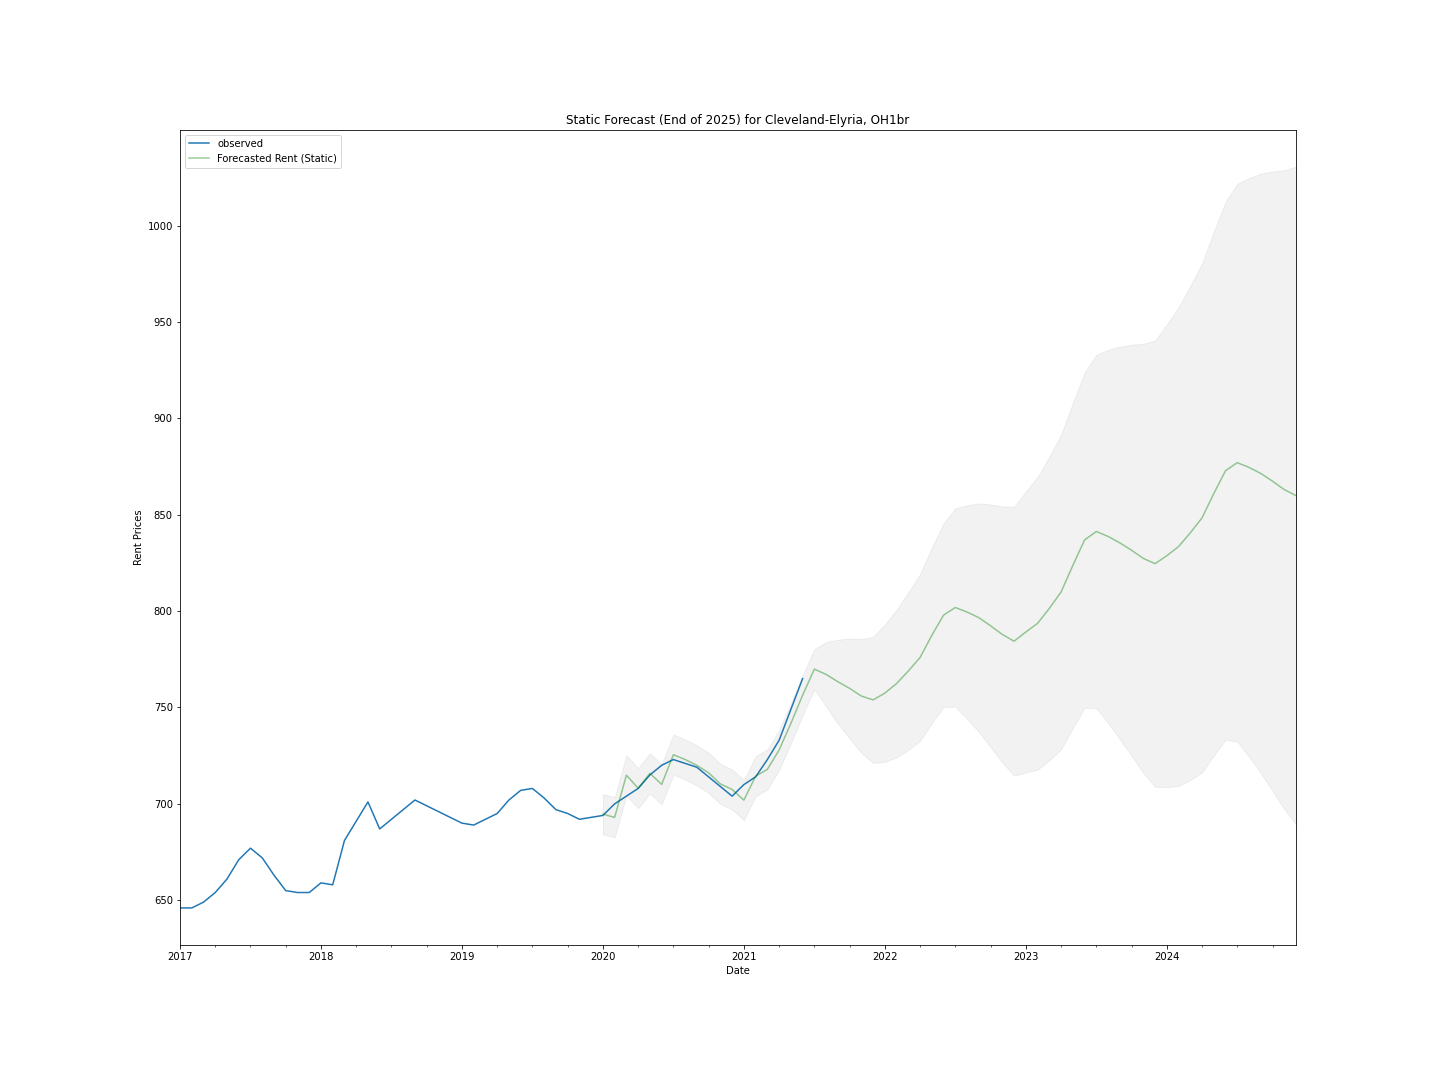 Static Forecast (End of 2025) for Cleveland-Elyria, OH1br
observed
Forecasted Rent (Static)
1000
950
900
850
800
750
700
650
Rent Prices
2017 2018 2019 2020 2021 2022 2023 2024
Date